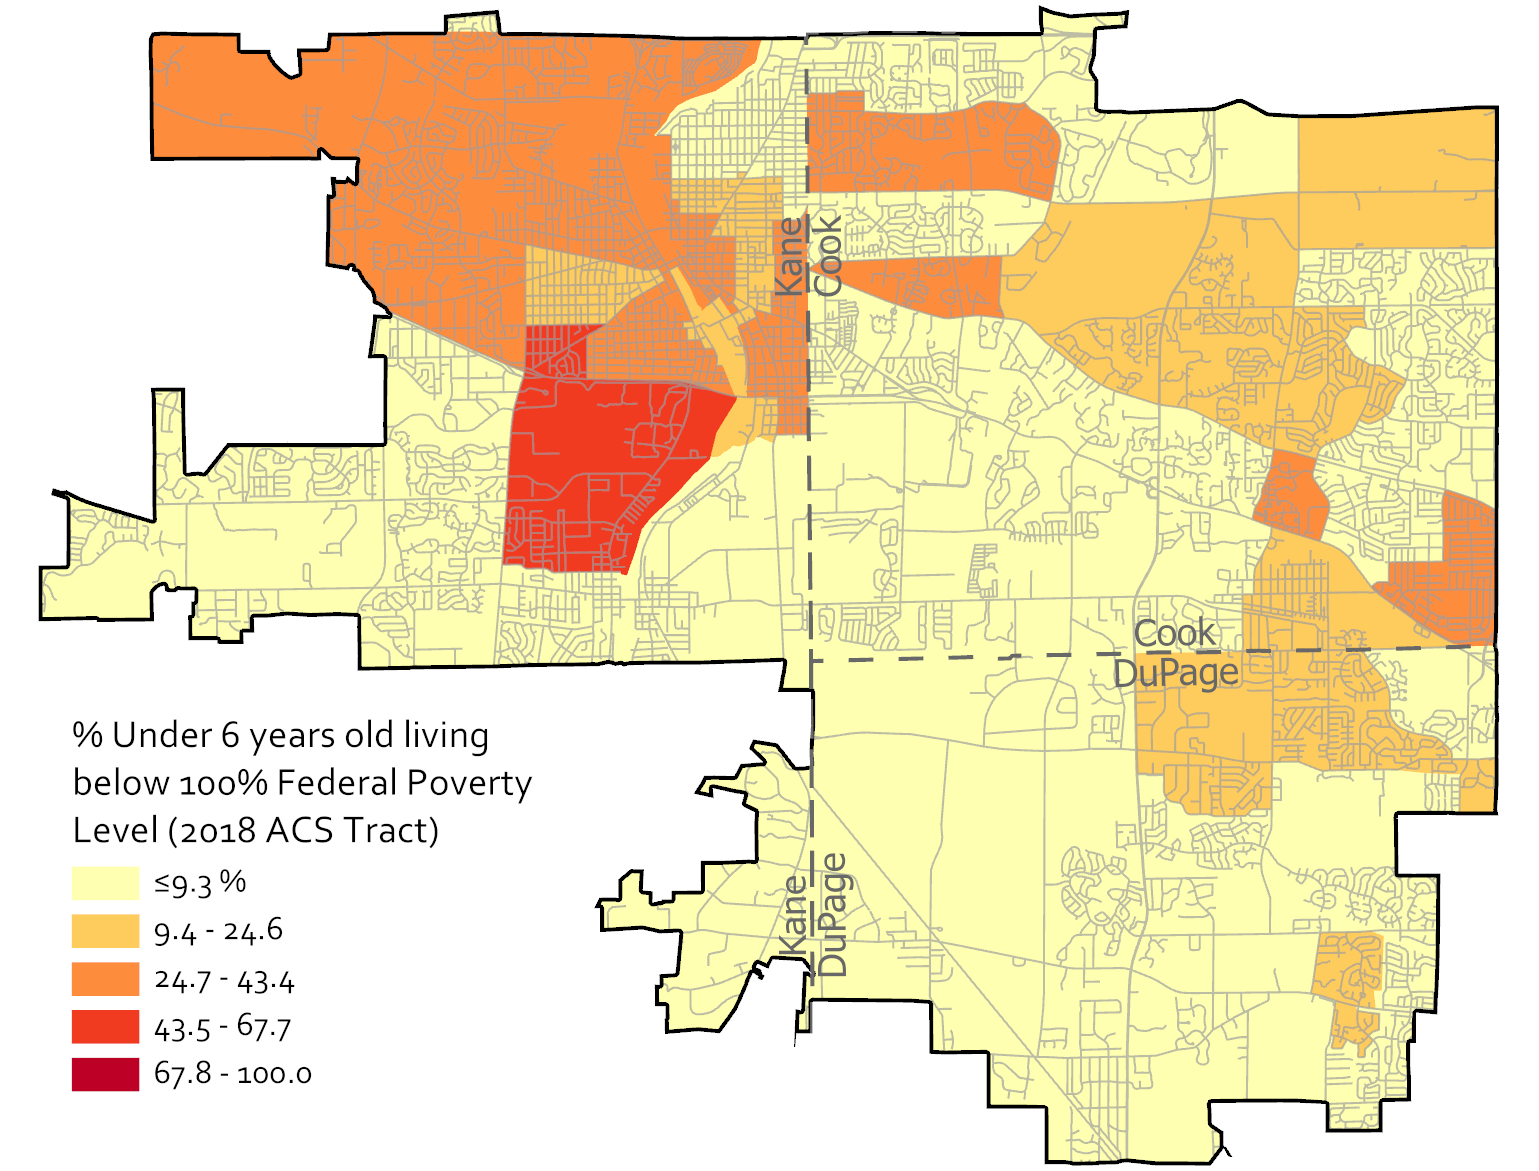 Kane
Cook
Cook
DuPage
% Under 6 years old living
below 100% Federal Poverty
Level (2018 ACS Tract)
≤9.3 %
9.4 - 24.6
24.7 - 43.4
43.5 - 67.7
67.8 - 100.0
Kane
DuPage